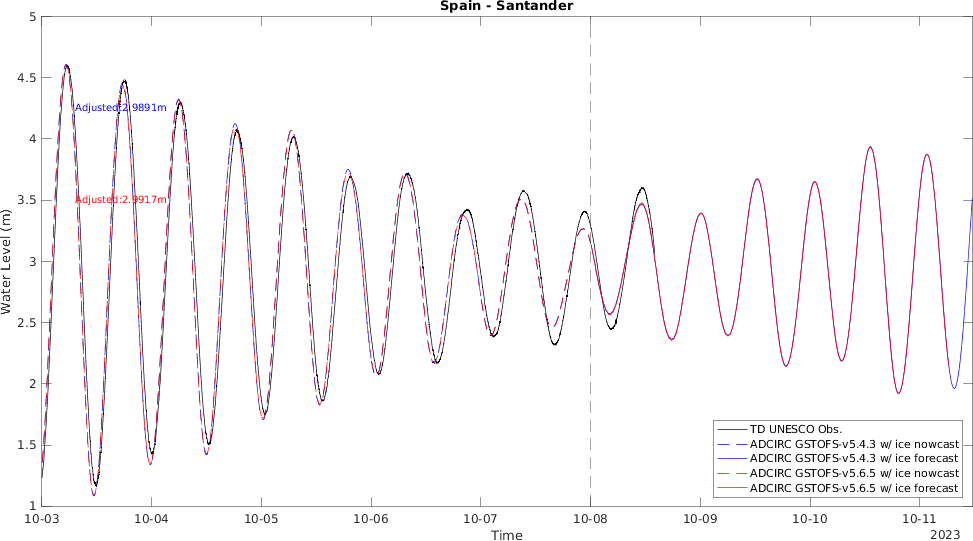 Spain - Santander
5
4.5
4
3.5
3
2.5
2
1.5
1
Water Level (m)
Adjusted:2.9891m
Adjusted:2.9917m
TD UNESCO Obs.
ADCIRC GSTOFS-v5.4.3 w/ ice nowcast
ADCIRC GSTOFS-v5.4.3 w/ ice forecast
ADCIRC GSTOFS-v5.6.5 w/ ice nowcast
ADCIRC GSTOFS-v5.6.5 w/ ice forecast
10-03 10-04 10-05 10-06 10-07 10-08 10-09 10-10 10-11
Time
2023